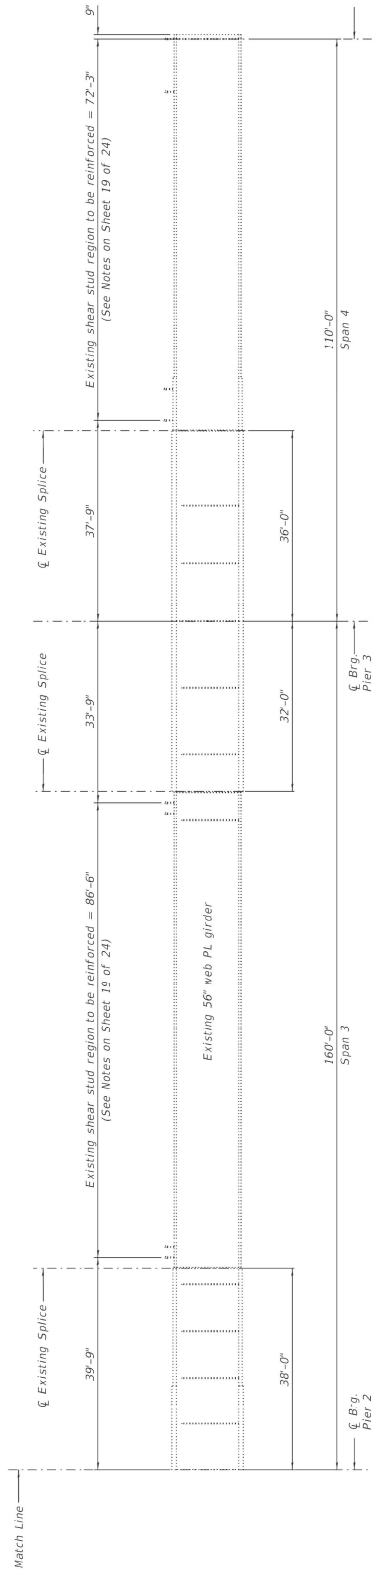 Match Line
39'-9"
℄ Existing Splice
Existing shear stud region to be reinforced = 86'-6"
(See Notes on Sheet 19 of 24)
33'-9"
℄ Existing Splice
37'-9"
℄ Existing Splice
Existing shear stud region to be reinforced = 72'-3"
(See Notes on Sheet 19 of 24)
9"
Existing 56" web PL girder
38'-0"
32'-0"
36'-0"
160'-0"
Span 3
110'-0"
Span 4
℄ Brg.
Pier 2
℄ Brg.
Pier 3